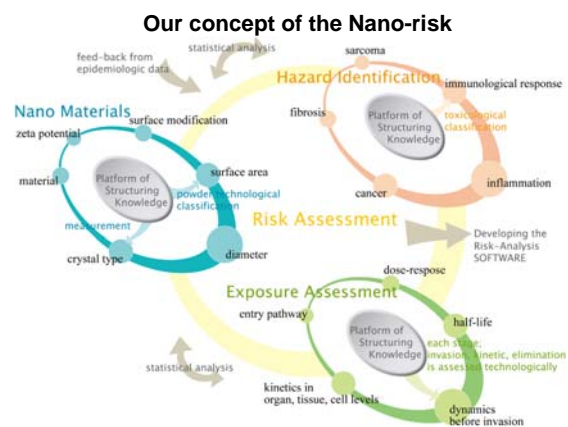 Our concept of the Nano-risk
feed-back from
epidemiologic data
statistical analysis
sarcoma
Hazard Identification
immunological response
fibrosis
Platform of
Structuring
Knowledge
toxicological
classification
cancer
inflammation
Nano Materials
surface modification
zeta potential
material
Platform of
Structuring
Knowledge
surface area
powder technological
classification
measurement
crystal type
diameter
Risk Assessment
Developing the
Risk-Analysis
SOFTWARE
dose-respose
Exposure Assessment
entry pathway
half-life
Platform of
Structuring
Knowledge
each stage;
invasion, kinetic, elimination
is assessed technologically
statistical analysis
kinetics in
organ, tissue, cell levels
dynamics
before invasion